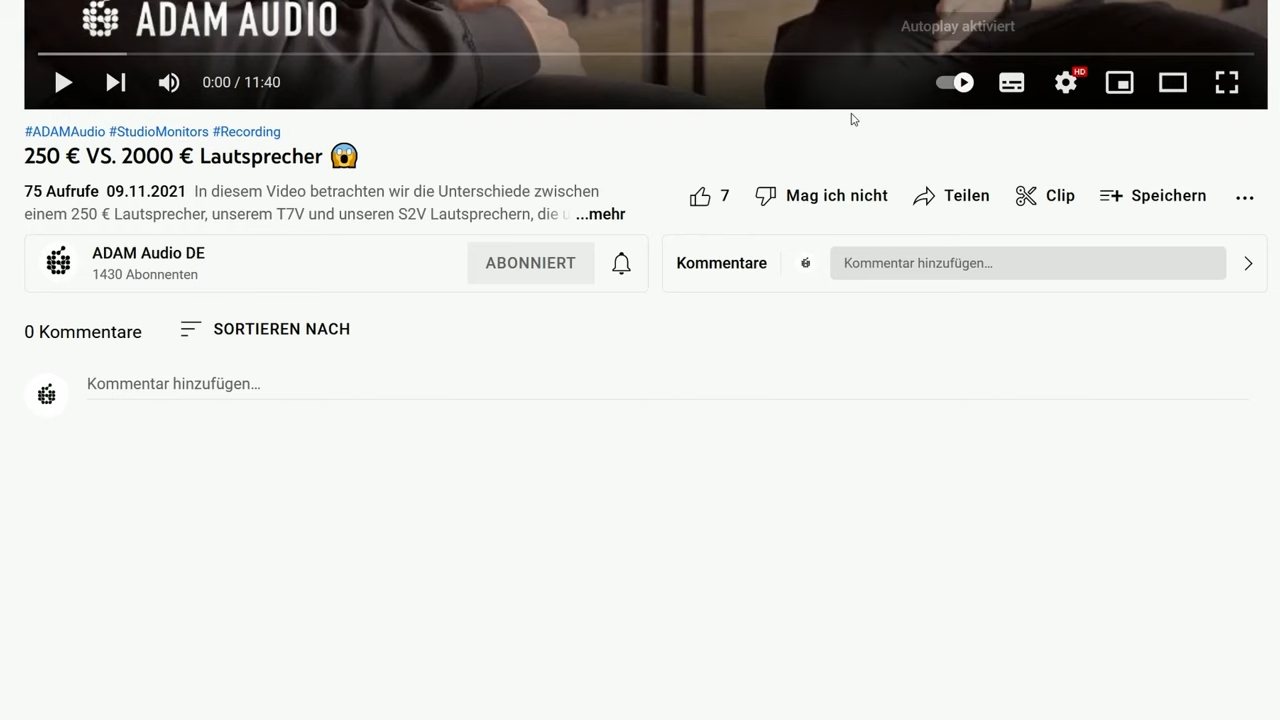 ADAM AUDIO
Autoplay aktiviert
0:00 / 11:40
HD
#ADAMAudio #StudioMonitors #Recording
250 € VS. 2000 € Lautsprecher 😱
75 Aufrufe 09.11.2021 In diesem Video betrachten wir die Unterschiede zwischen
einem 250 € Lautsprecher, unserem T7V und unseren S2V Lautsprechern, die u ...mehr
7 Mag ich nicht Teilen Clip Speichern
ADAM Audio DE
1430 Abonnenten
ABONNIERT
Kommentare Kommentar hinzufügen...
0 Kommentare SORTIEREN NACH
Kommentar hinzufügen...